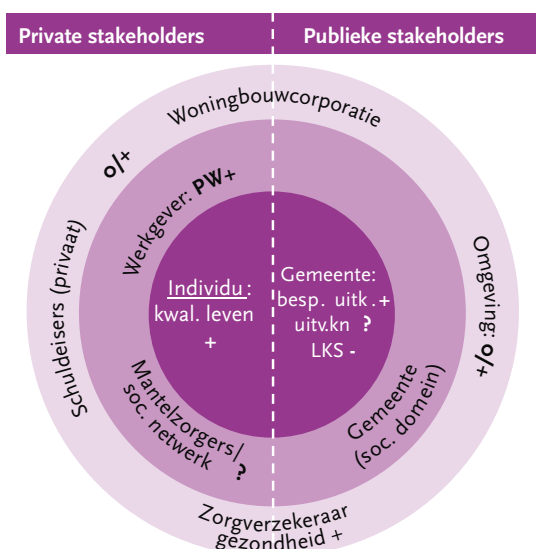 Private stakeholders
Publieke stakeholders
Woningbouwcorporatie
o/+
Schuldeisers (privaat)
Werkgever: PW+
Individu:
kwal. leven
+
Gemeente:
besp. uitk.+
uitv.kn ?
LKS -
Omgeving: o/+
Mantelzorgers/
soc. netwerk ?
Gemeente
(soc. domein)
Zorgverzekeraar
gezondheid +